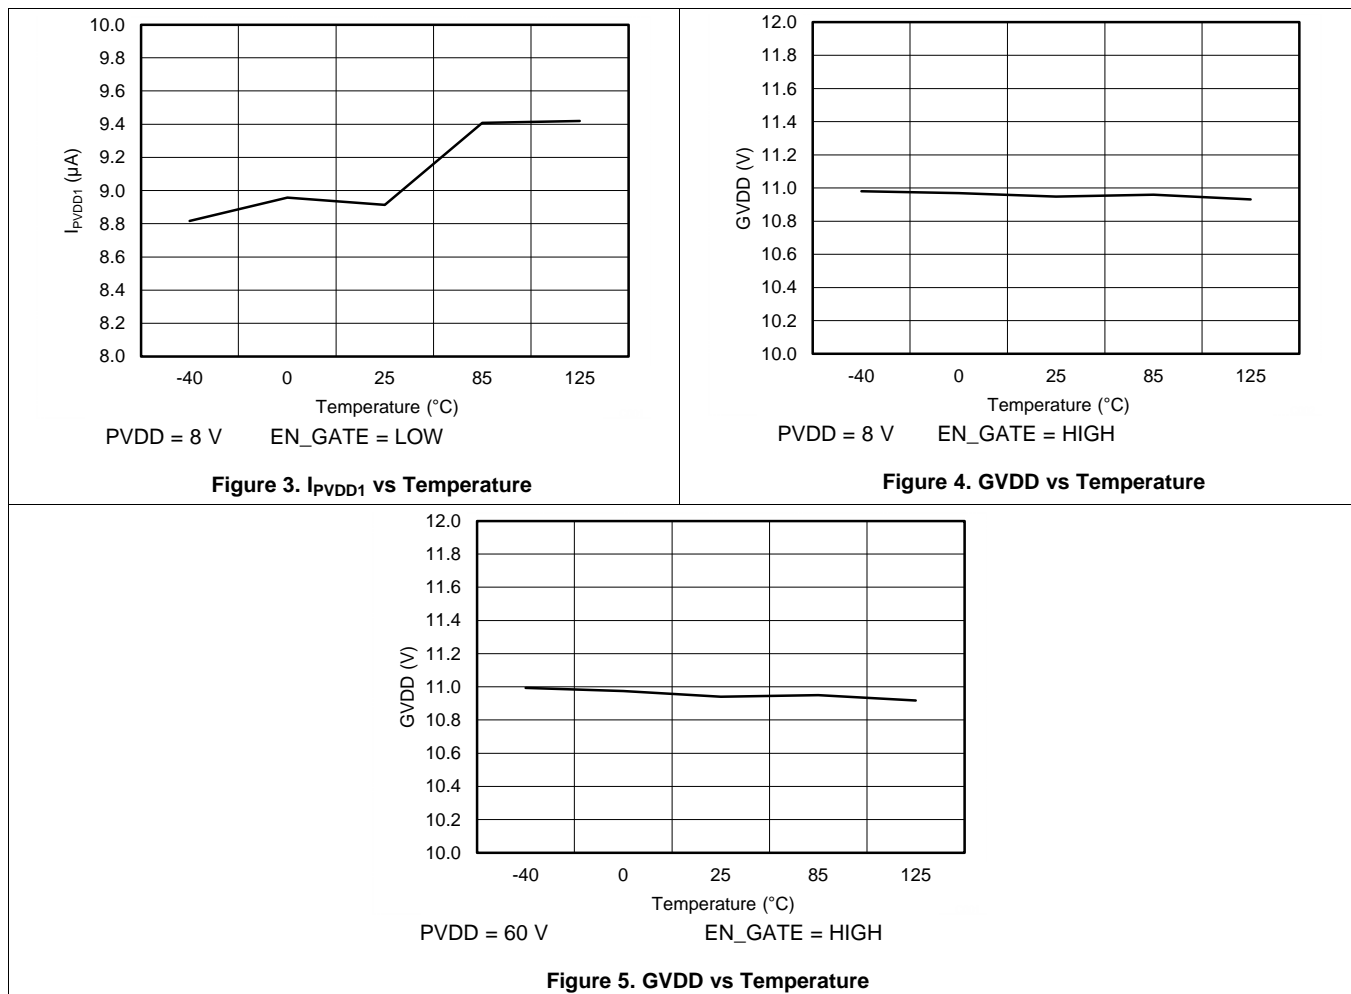 10.0
9.8
9.6
9.4
9.2
9.0
8.8
8.6
8.4
8.2
8.0
I_PVDD1 (µA)
-40 0 25 85 125
Temperature (°C)
PVDD = 8 V EN_GATE = LOW
Figure 3. I_PVDD1 vs Temperature
12.0
11.8
11.6
11.4
11.2
11.0
10.8
10.6
10.4
10.2
10.0
GVDD (V)
-40 0 25 85 125
Temperature (°C)
PVDD = 8 V EN_GATE = HIGH
Figure 4. GVDD vs Temperature
12.0
11.8
11.6
11.4
11.2
11.0
10.8
10.6
10.4
10.2
10.0
GVDD (V)
-40 0 25 85 125
Temperature (°C)
PVDD = 60 V EN_GATE = HIGH
Figure 5. GVDD vs Temperature